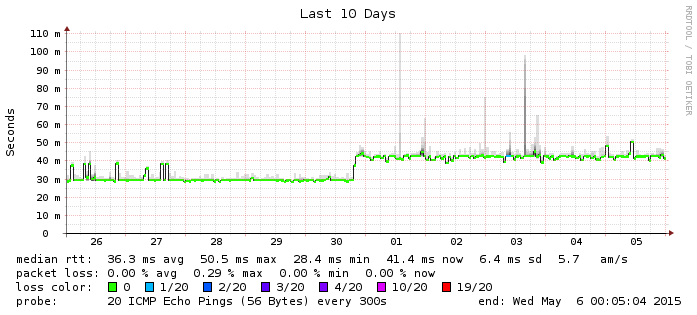 Last 10 Days
RRDTOOL / TOBI OETIKER
Seconds
110 m
100 m
90 m
80 m
70 m
60 m
50 m
40 m
30 m
20 m
10 m
0
26 27 28 29 30 01 02 03 04 05
median rtt: 36.3 ms avg 50.5 ms max 28.4 ms min 41.4 ms now 6.4 ms sd 5.7 am/s
packet loss: 0.00 % avg 0.29 % max 0.00 % min 0.00 % now
loss color: 0 1/20 2/20 3/20 4/20 10/20 19/20
probe: 20 ICMP Echo Pings (56 Bytes) every 300s end: Wed May 6 00:05:04 2015